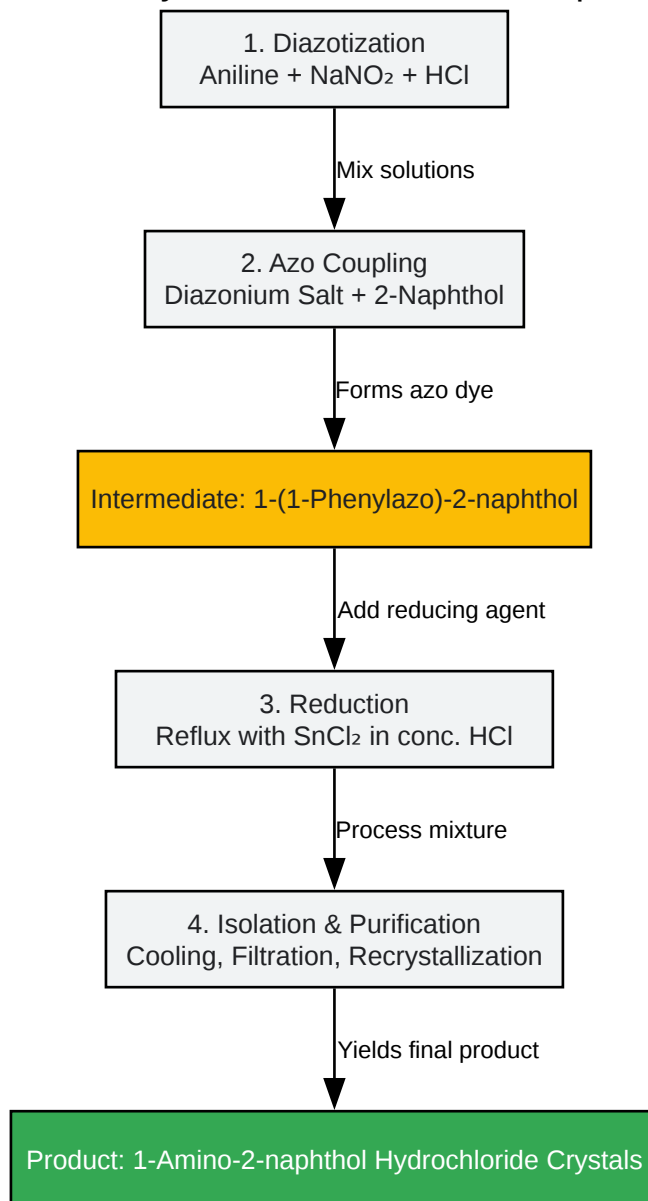 1. Diazotization
Aniline + NaNO₂ + HCl
Mix solutions
2. Azo Coupling
Diazonium Salt + 2-Naphthol
Forms azo dye
Intermediate: 1-(1-Phenylazo)-2-naphthol
Add reducing agent
3. Reduction
Reflux with SnCl₂ in conc. HCl
Process mixture
4. Isolation & Purification
Cooling, Filtration, Recrystallization
Yields final product
Product: 1-Amino-2-naphthol Hydrochloride Crystals